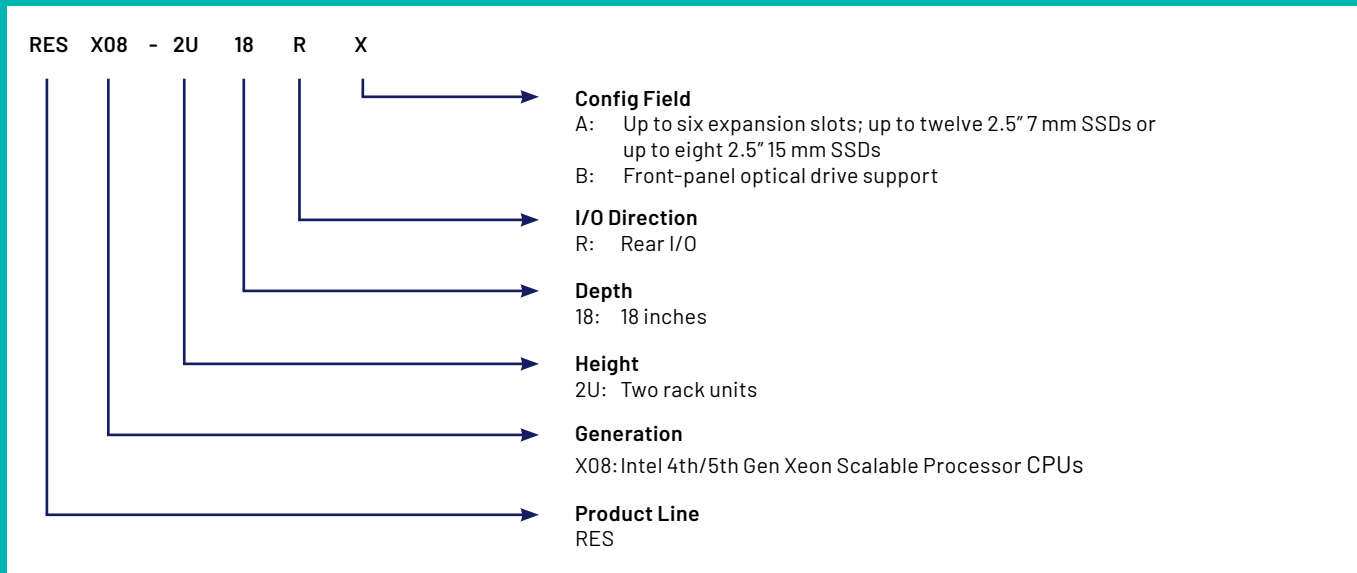 RES X08 - 2U 18 R X
Config Field
A: Up to six expansion slots; up to twelve 2.5” 7 mm SSDs or
up to eight 2.5” 15 mm SSDs
B: Front-panel optical drive support
I/O Direction
R: Rear I/O
Depth
18: 18 inches
Height
2U: Two rack units
Generation
X08: Intel 4th/5th Gen Xeon Scalable Processor CPUs
Product Line
RES